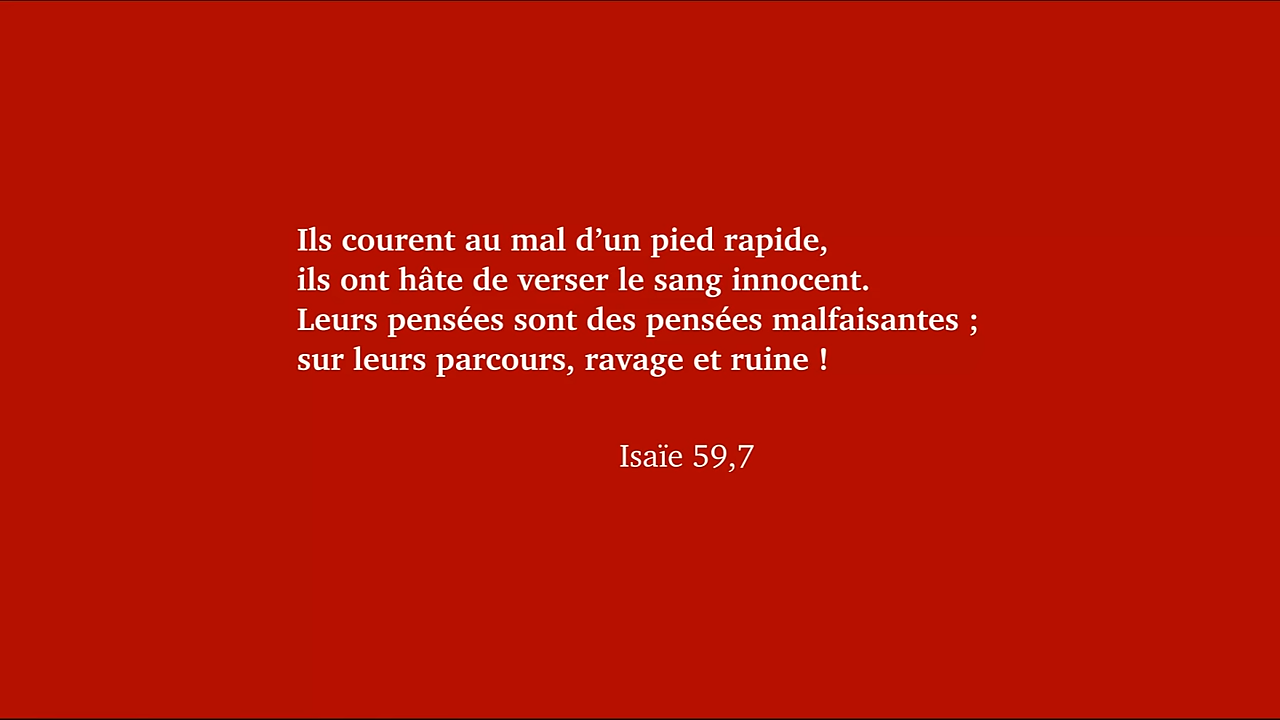 Ils courent au mal d’un pied rapide,
ils ont hâte de verser le sang innocent.
Leurs pensées sont des pensées malfaisantes ;
sur leurs parcours, ravage et ruine !
Isaïe 59,7